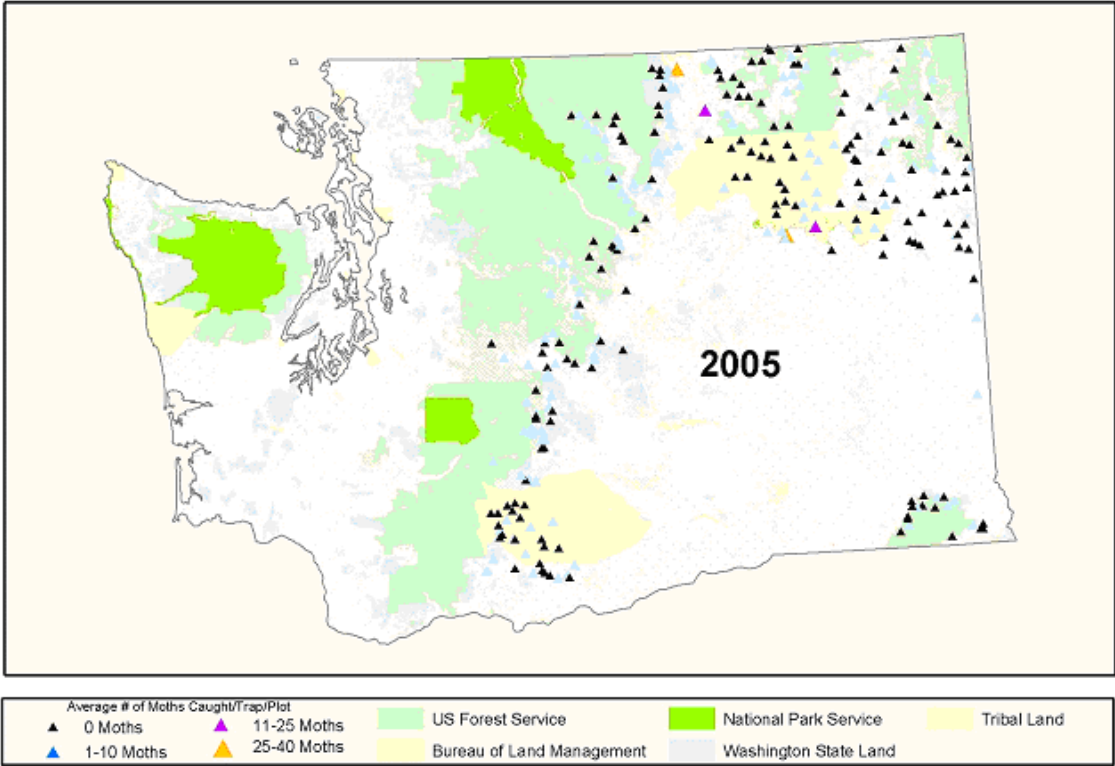 2005
Average # of Moths Caught/Trap/Plot
0 Moths
11-25 Moths
US Forest Service
National Park Service
Tribal Land
1-10 Moths
25-40 Moths
Bureau of Land Management
Washington State Land